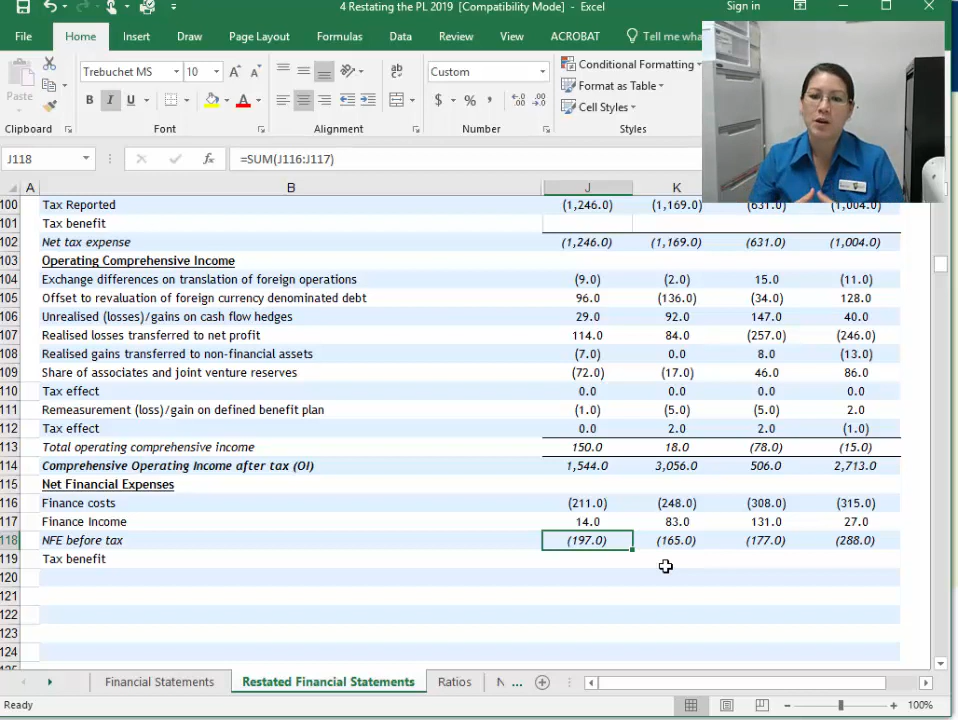 4 Restating the PL 2019 [Compatibility Mode] - Excel
Sign in
File Home Insert Draw Page Layout Formulas Data Review View ACROBAT Tell me
Paste
Trebuchet MS 10 A A
B I U A
ab
Custom
$ % , .00 .0
Conditional Formatting
Format as Table
Cell Styles
Clipboard Font Alignment Number Styles
J118 fx =SUM(J116:J117)
A B J K
100 Tax Reported (1,246.0) (1,169.0) (631.0) (1,004.0)
101 Tax benefit
102 Net tax expense (1,246.0) (1,169.0) (631.0) (1,004.0)
103 Operating Comprehensive Income
104 Exchange differences on translation of foreign operations (9.0) (2.0) 15.0 (11.0)
105 Offset to revaluation of foreign currency denominated debt 96.0 (136.0) (34.0) 128.0
106 Unrealised (losses)/gains on cash flow hedges 29.0 92.0 147.0 40.0
107 Realised losses transferred to net profit 114.0 84.0 (257.0) (246.0)
108 Realised gains transferred to non-financial assets (7.0) 0.0 8.0 (13.0)
109 Share of associates and joint venture reserves (72.0) (17.0) 46.0 86.0
110 Tax effect 0.0 0.0 0.0 0.0
111 Remeasurement (loss)/gain on defined benefit plan (1.0) (5.0) (5.0) 2.0
112 Tax effect 0.0 2.0 2.0 (1.0)
113 Total operating comprehensive income 150.0 18.0 (78.0) (15.0)
114 Comprehensive Operating Income after tax (OI) 1,544.0 3,056.0 506.0 2,713.0
115 Net Financial Expenses
116 Finance costs (211.0) (248.0) (308.0) (315.0)
117 Finance Income 14.0 83.0 131.0 27.0
118 NFE before tax (197.0) (165.0) (177.0) (288.0)
119 Tax benefit
120
121
122
123
124
Financial Statements Restated Financial Statements Ratios N ...
Ready 100%